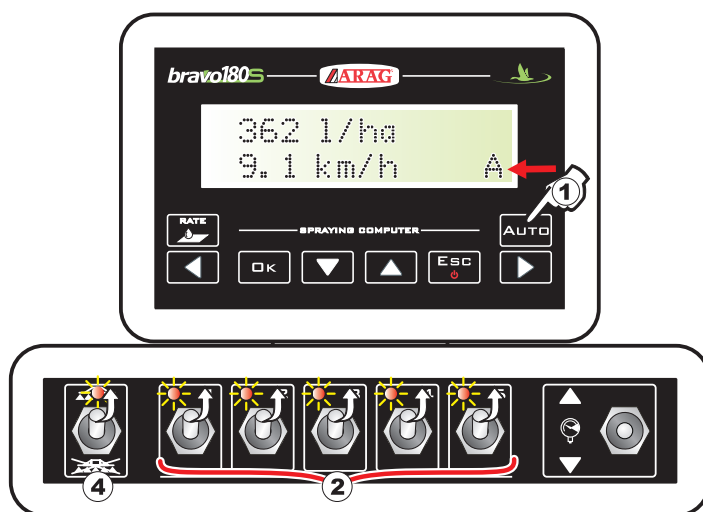 bravo180S
ARAG
362 l/ha
9.1 km/h A
1
RATE
SPRAYING COMPUTER
AUTO
OK
ESC
4
2